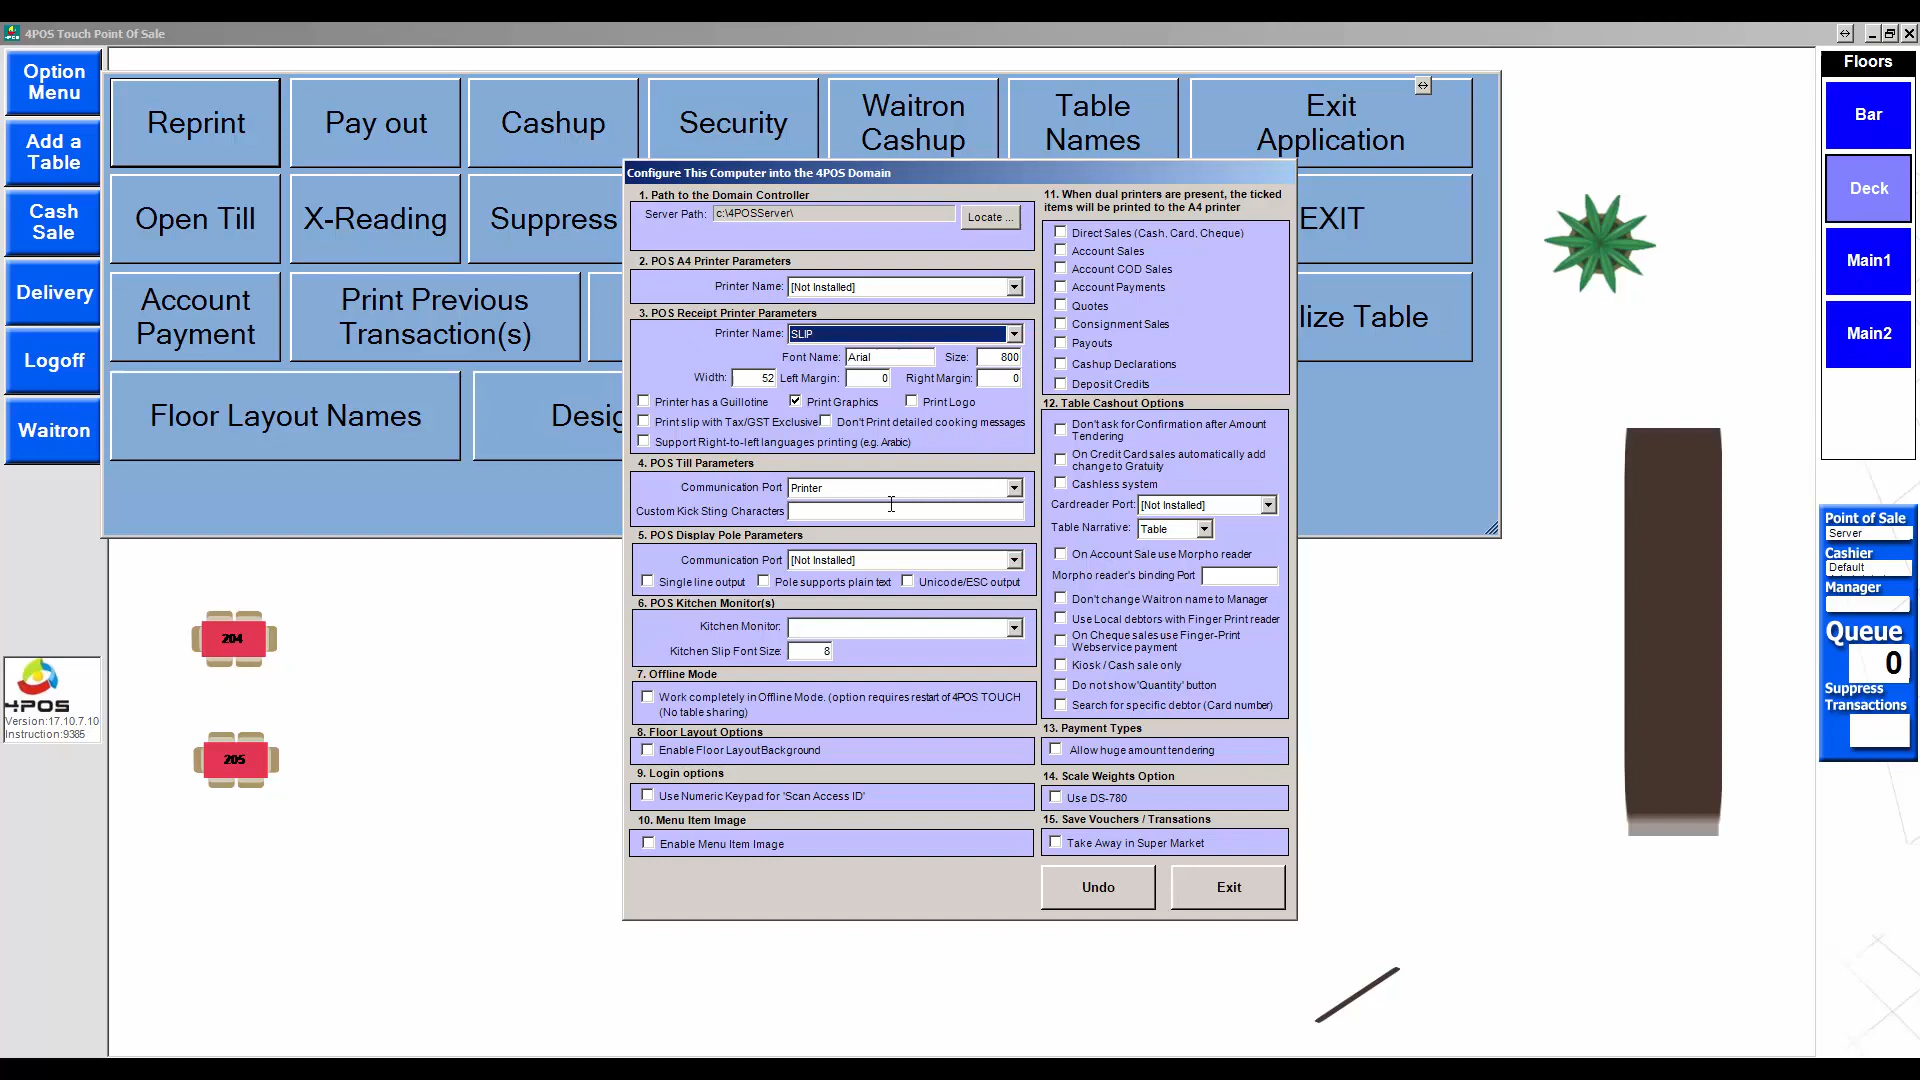 4POS Touch Point Of Sale
Option
Menu
Add a
Table
Cash
Sale
Delivery
Logoff
Waitron
4POS
Version:17.10.7.10
Instruction:9385
Reprint
Pay out
Cashup
Security
Waitron
Cashup
Table
Names
Exit
Application
Open Till
X-Reading
Suppress
EXIT
Account
Payment
Print Previous
Transaction(s)
lize Table
Floor Layout Names
Desig
Configure This Computer into the 4POS Domain
1. Path to the Domain Controller
Server Path: c:\4POSServer\ Locate ...
2. POS A4 Printer Parameters
Printer Name: [Not Installed]
3. POS Receipt Printer Parameters
Printer Name: SLIP
Font Name: Arial Size: 800
Width: 52 Left Margin: 0 Right Margin: 0
Printer has a Guillotine Print Graphics Print Logo
Print slip with Tax/GST Exclusive Don't Print detailed cooking messages
Support Right-to-left languages printing (e.g. Arabic)
4. POS Till Parameters
Communication Port Printer
Custom Kick Sting Characters
5. POS Display Pole Parameters
Communication Port [Not Installed]
Single line output Pole supports plain text Unicode/ESC output
6. POS Kitchen Monitor(s)
Kitchen Monitor:
Kitchen Slip Font Size: 8
7. Offline Mode
Work completely in Offline Mode. (option requires restart of 4POS TOUCH
(No table sharing)
8. Floor Layout Options
Enable Floor Layout Background
9. Login options
Use Numeric Keypad for 'Scan Access ID'
10. Menu Item Image
Enable Menu Item Image
11. When dual printers are present, the ticked
items will be printed to the A4 printer
Direct Sales (Cash, Card, Cheque)
Account Sales
Account COD Sales
Account Payments
Quotes
Consignment Sales
Payouts
Cashup Declarations
Deposit Credits
12. Table Cashout Options
Don't ask for Confirmation after Amount
Tendering
On Credit Card sales automatically add
change to Gratuity
Cashless system
Cardreader Port: [Not Installed]
Table Narrative: Table
On Account Sale use Morpho reader
Morpho reader's binding Port
Don't change Waitron name to Manager
Use Local debtors with Finger Print reader
On Cheque sales use Finger-Print
Webservice payment
Kiosk / Cash sale only
Do not show 'Quantity' button
Search for specific debtor (Card number)
13. Payment Types
Allow huge amount tendering
14. Scale Weights Option
Use DS-780
15. Save Vouchers / Transations
Take Away in Super Market
Undo
Exit
204
205
Floors
Bar
Deck
Main1
Main2
Point of Sale
Server
Cashier
Default
Manager
Queue
0
Suppress
Transactions